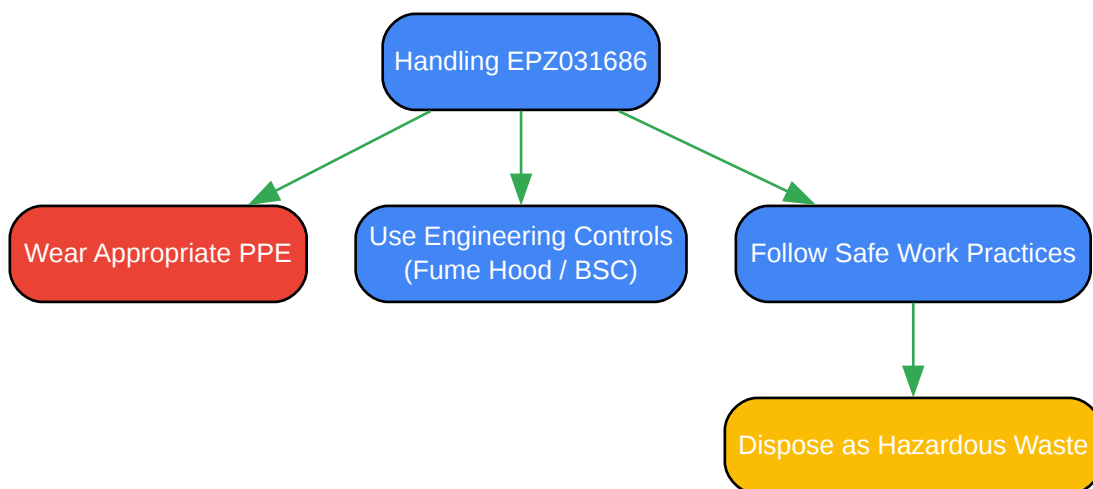 Handling EPZ031686
Wear Appropriate PPE
Use Engineering Controls
(Fume Hood / BSC)
Follow Safe Work Practices
Dispose as Hazardous Waste